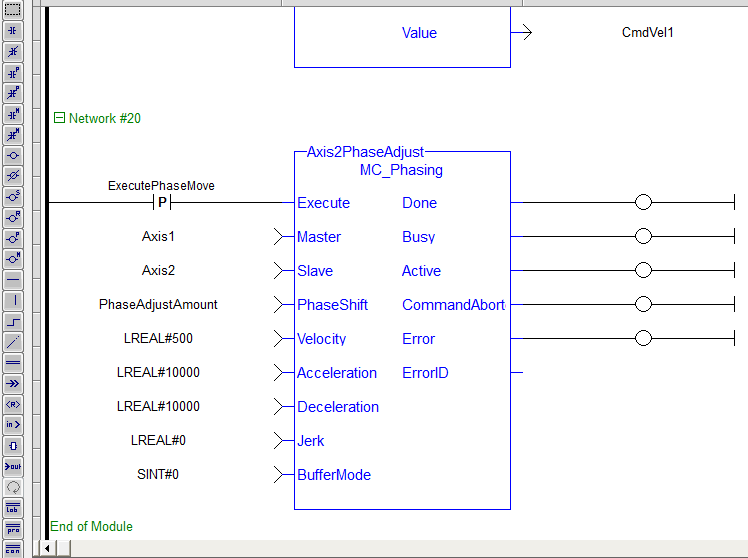 Value CmdVel1
Network #20
Axis2PhaseAdjust
MC_Phasing
ExecutePhaseMove
P Execute Done
Axis1 Master Busy
Axis2 Slave Active
PhaseAdjustAmount PhaseShift CommandAbort
LREAL#500 Velocity Error
LREAL#10000 Acceleration ErrorID
LREAL#10000 Deceleration
LREAL#0 Jerk
SINT#0 BufferMode
End of Module